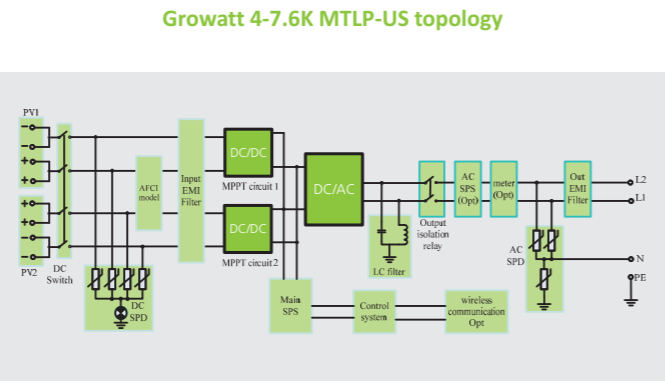 Growatt 4-7.6K MTLP-US topology
PV1
PV2
DC
Switch
DC
SPD
AFCI
model
Input
EMI
Filter
DC/DC
MPPT circuit 1
DC/DC
MPPT circuit 2
DC/AC
LC filter
Output
isolation
relay
AC
SPS
(Opt)
meter
(Opt)
Out
EMI
Filter
AC
SPD
L2
L1
N
PE
Main
SPS
Control
system
wireless
communication
Opt